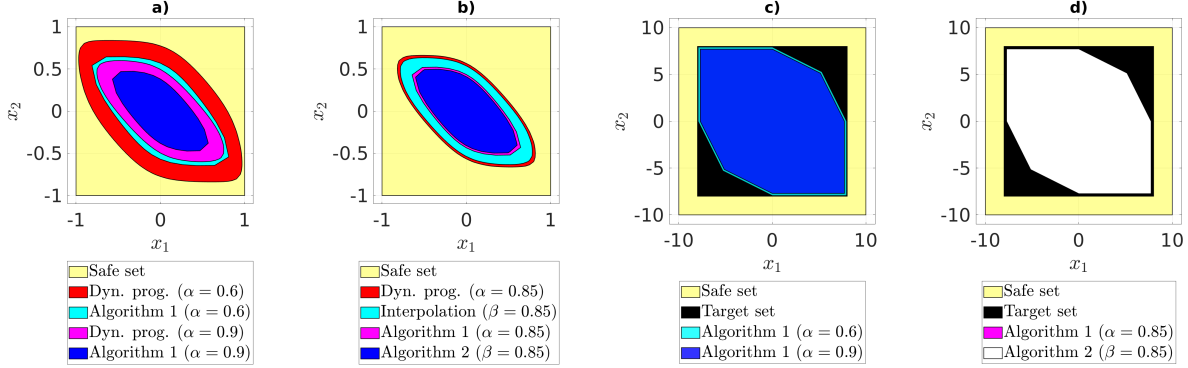 a)
1
0.5
0
-0.5
-1
x₂
-1 0 1
x₁
Safe set
Dyn. prog. (α = 0.6)
Algorithm 1 (α = 0.6)
Dyn. prog. (α = 0.9)
Algorithm 1 (α = 0.9)
b)
1
0.5
0
-0.5
-1
x₂
-1 0 1
x₁
Safe set
Dyn. prog. (α = 0.85)
Interpolation (β = 0.85)
Algorithm 1 (α = 0.85)
Algorithm 2 (β = 0.85)
c)
10
5
0
-5
-10
x₂
-10 0 10
x₁
Safe set
Target set
Algorithm 1 (α = 0.6)
Algorithm 1 (α = 0.9)
d)
10
5
0
-5
-10
x₂
-10 0 10
x₁
Safe set
Target set
Algorithm 1 (α = 0.85)
Algorithm 2 (β = 0.85)